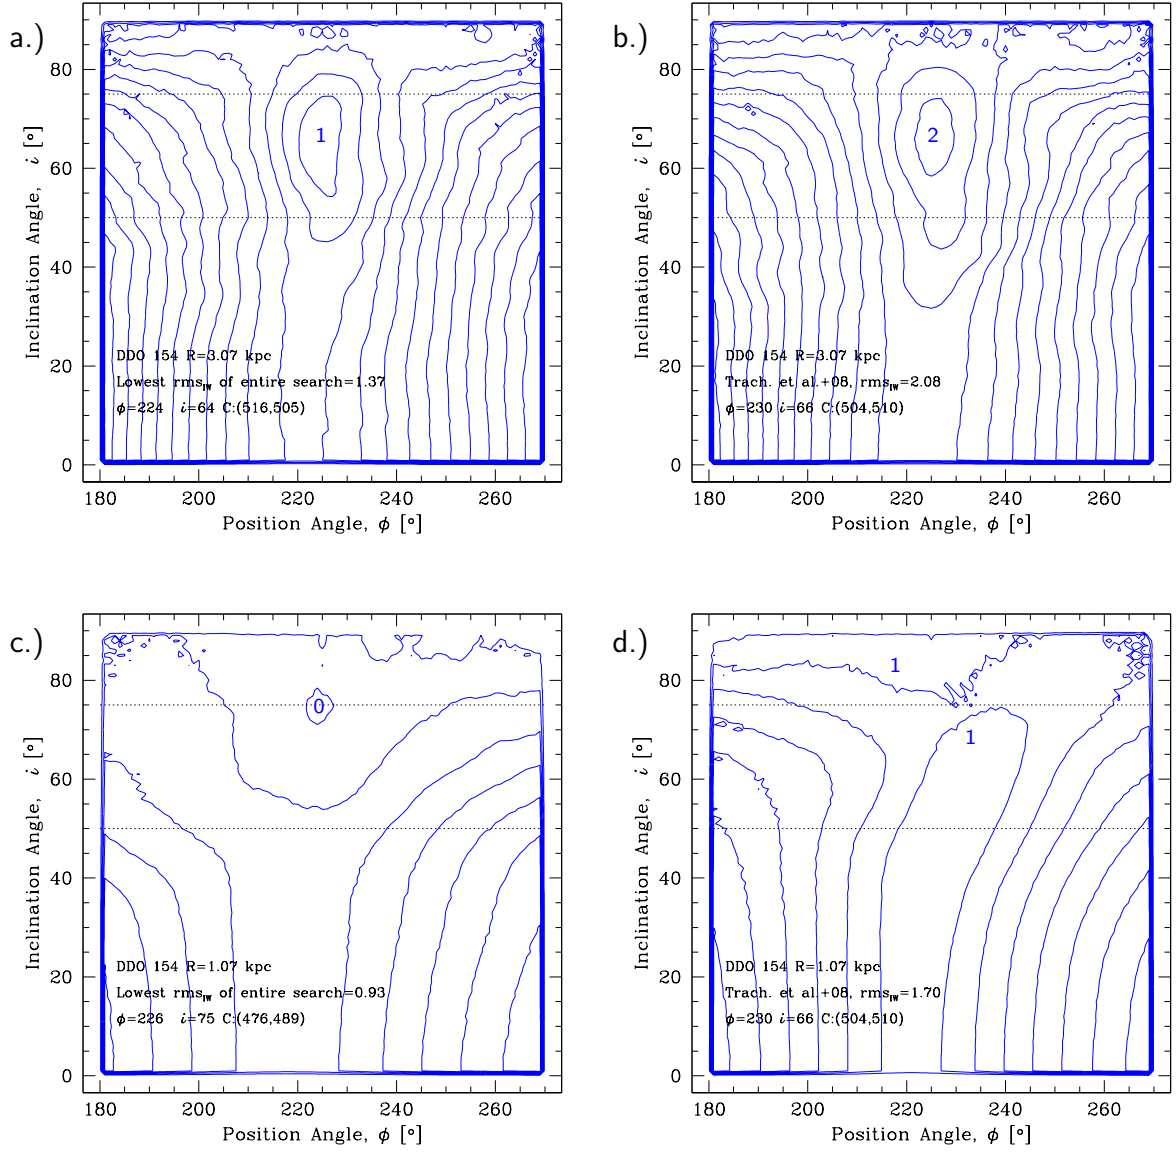 a.)
80
60
40
20
0
Inclination Angle, i [°]
1
DDO 154 R=3.07 kpc
Lowest rms_IW of entire search=1.37
ϕ=224 i=64 C:(516,505)
180 200 220 240 260
Position Angle, ϕ [°]
b.)
80
60
40
20
0
Inclination Angle, i [°]
2
DDO 154 R=3.07 kpc
Trach. et al.+08, rms_IW=2.08
ϕ=230 i=66 C:(504,510)
180 200 220 240 260
Position Angle, ϕ [°]
c.)
80
60
40
20
0
Inclination Angle, i [°]
0
DDO 154 R=1.07 kpc
Lowest rms_IW of entire search=0.93
ϕ=226 i=75 C:(476,489)
180 200 220 240 260
Position Angle, ϕ [°]
d.)
80
60
40
20
0
Inclination Angle, i [°]
1
1
DDO 154 R=1.07 kpc
Trach. et al.+08, rms_IW=1.70
ϕ=230 i=66 C:(504,510)
180 200 220 240 260
Position Angle, ϕ [°]